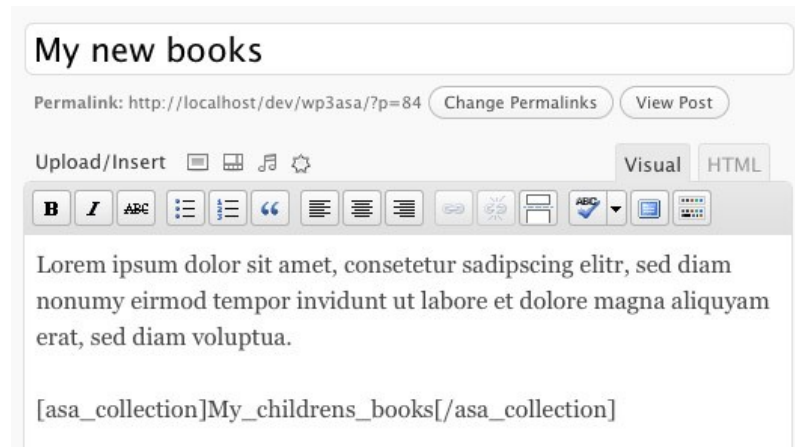 My new books
Permalink: http://localhost/dev/wp3asa/?p=84 Change Permalinks View Post
Upload/Insert Visual HTML
B I ABC ABC
Lorem ipsum dolor sit amet, consetetur sadipscing elitr, sed diam
nonumy eirmod tempor invidunt ut labore et dolore magna aliquyam
erat, sed diam voluptua.
[asa_collection]My_childrens_books[/asa_collection]